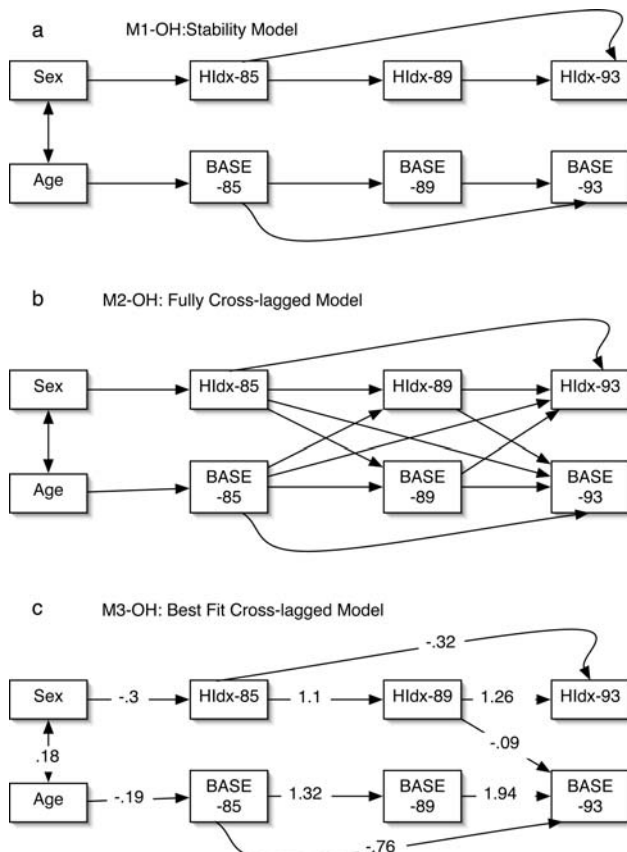 a
M1-OH:Stability Model
Sex
HIdx-85
HIdx-89
HIdx-93
Age
BASE
-85
BASE
-89
BASE
-93
b
M2-OH: Fully Cross-lagged Model
Sex
HIdx-85
HIdx-89
HIdx-93
Age
BASE
-85
BASE
-89
BASE
-93
c
M3-OH: Best Fit Cross-lagged Model
-.32
Sex
-.3
HIdx-85
1.1
HIdx-89
1.26
HIdx-93
.18
-.09
Age
-.19
BASE
-85
1.32
BASE
-89
1.94
BASE
-93
-.76